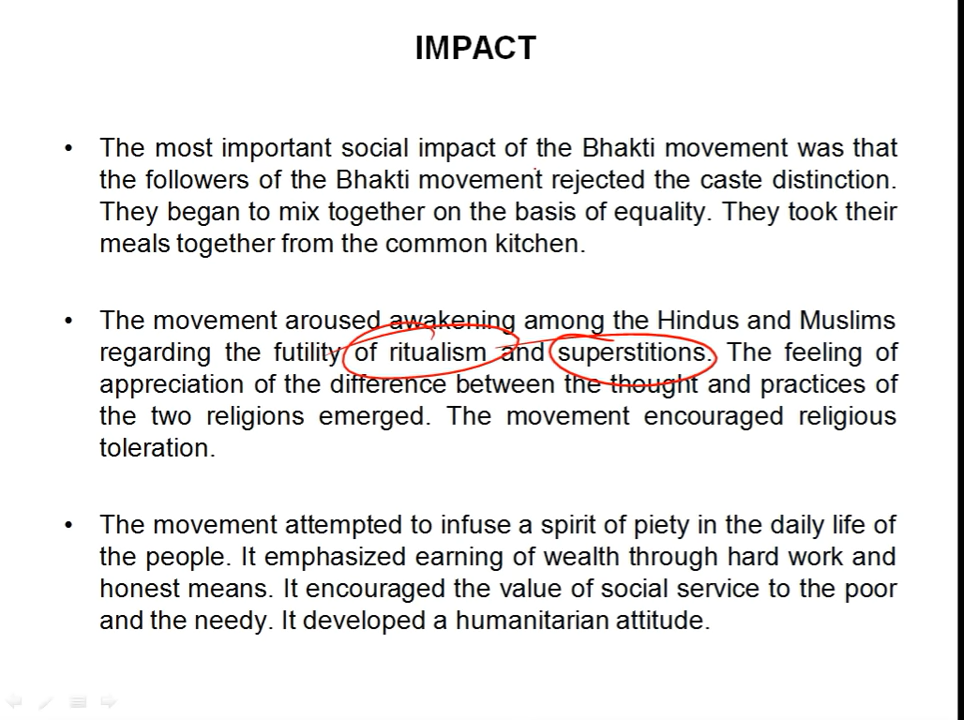 IMPACT
• The most important social impact of the Bhakti movement was that
the followers of the Bhakti movement rejected the caste distinction.
They began to mix together on the basis of equality. They took their
meals together from the common kitchen.
• The movement aroused awakening among the Hindus and Muslims
regarding the futility of ritualism and superstitions. The feeling of
appreciation of the difference between the thought and practices of
the two religions emerged. The movement encouraged religious
toleration.
• The movement attempted to infuse a spirit of piety in the daily life of
the people. It emphasized earning of wealth through hard work and
honest means. It encouraged the value of social service to the poor
and the needy. It developed a humanitarian attitude.